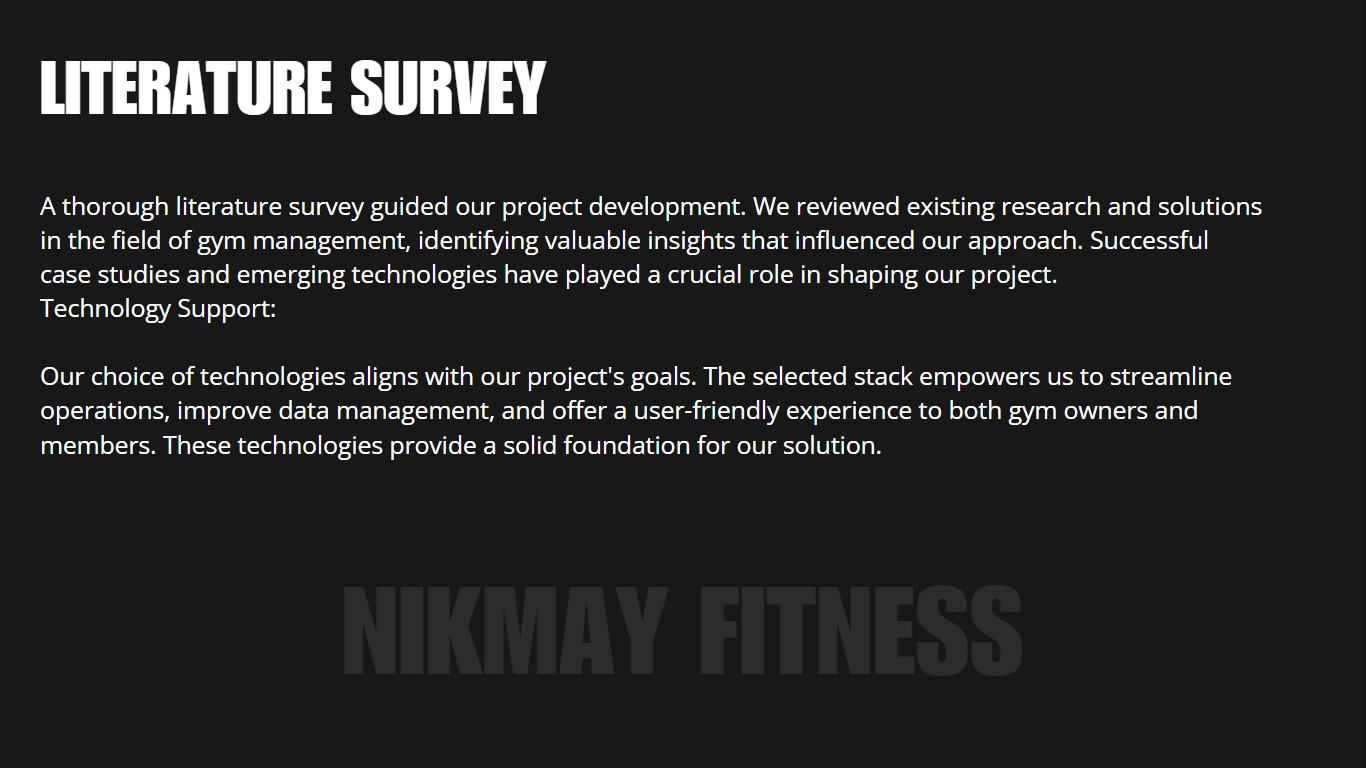 LITERATURE SURVEY
A thorough literature survey guided our project development. We reviewed existing research and solutions
in the field of gym management, identifying valuable insights that influenced our approach. Successful
case studies and emerging technologies have played a crucial role in shaping our project.
Technology Support:
Our choice of technologies aligns with our project's goals. The selected stack empowers us to streamline
operations, improve data management, and offer a user-friendly experience to both gym owners and
members. These technologies provide a solid foundation for our solution.
NIKMAY FITNESS